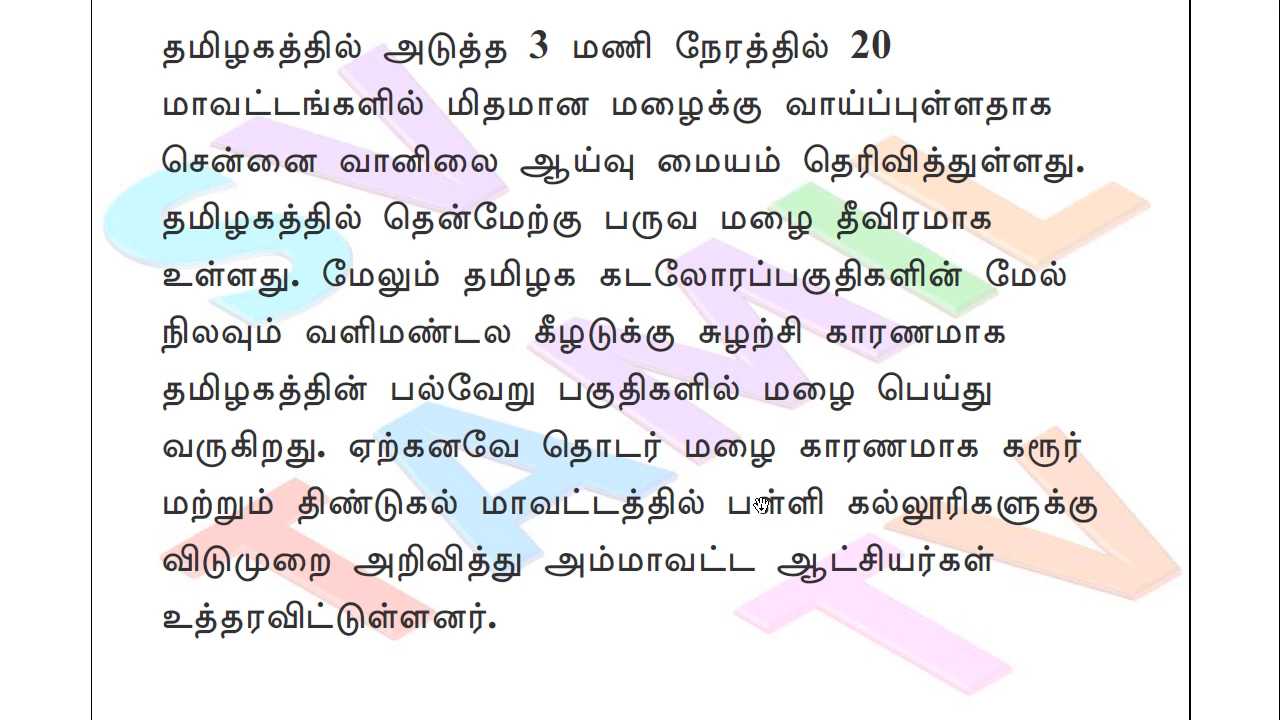 தமிழகத்தில் அடுத்த 3 மணி நேரத்தில் 20
மாவட்டங்களில் மிதமான மழைக்கு வாய்ப்புள்ளதாக
சென்னை வானிலை ஆய்வு மையம் தெரிவித்துள்ளது.
தமிழகத்தில் தென்மேற்கு பருவ மழை தீவிரமாக
உள்ளது. மேலும் தமிழக கடலோரப்பகுதிகளின் மேல்
நிலவும் வளிமண்டல கீழடுக்கு சுழற்சி காரணமாக
தமிழகத்தின் பல்வேறு பகுதிகளில் மழை பெய்து
வருகிறது. ஏற்கனவே தொடர் மழை காரணமாக கரூர்
மற்றும் திண்டுகல் மாவட்டத்தில் பள்ளி கல்லூரிகளுக்கு
விடுமுறை அறிவித்து அம்மாவட்ட ஆட்சியர்கள்
உத்தரவிட்டுள்ளனர்.
SV
TAMIL
TV